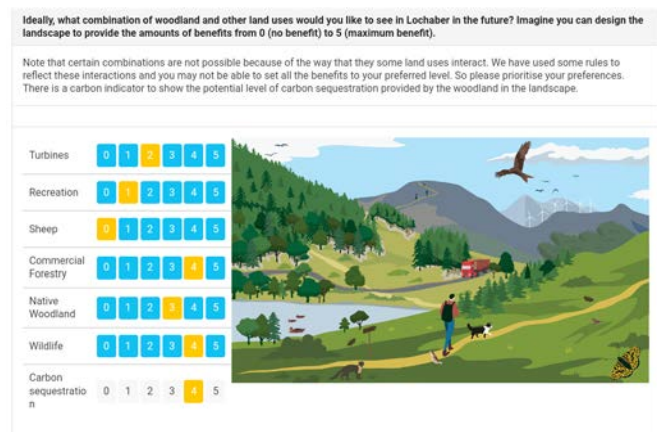 Ideally, what combination of woodland and other land uses would you like to see in Lochaber in the future? Imagine you can design the
landscape to provide the amounts of benefits from 0 (no benefit) to 5 (maximum benefit).
Note that certain combinations are not possible because of the way that they some land uses interact. We have used some rules to
reflect these interactions and you may not be able to set all the benefits to your preferred level. So please prioritise your preferences.
There is a carbon indicator to show the potential level of carbon sequestration provided by the woodland in the landscape.
Turbines 0 1 2 3 4 5
Recreation 0 1 2 3 4 5
Sheep 0 1 2 3 4 5
Commercial
Forestry 0 1 2 3 4 5
Native
Woodland 0 1 2 3 4 5
Wildlife 0 1 2 3 4 5
Carbon
sequestratio 0 1 2 3 4 5
n